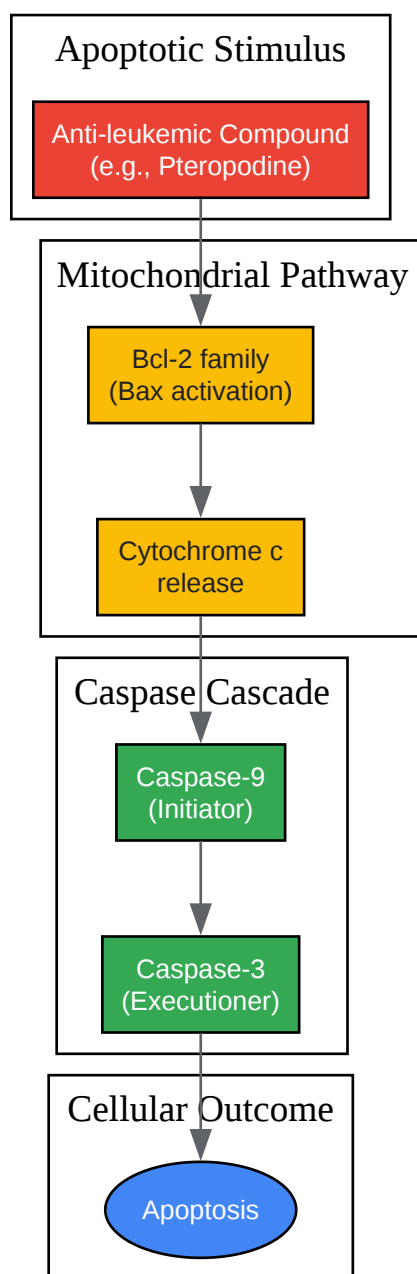 Apoptotic Stimulus
Anti-leukemic Compound
(e.g., Pteropodine)
Mitochondrial Pathway
Bcl-2 family
(Bax activation)
Cytochrome c
release
Caspase Cascade
Caspase-9
(Initiator)
Caspase-3
(Executioner)
Cellular Outcome
Apoptosis